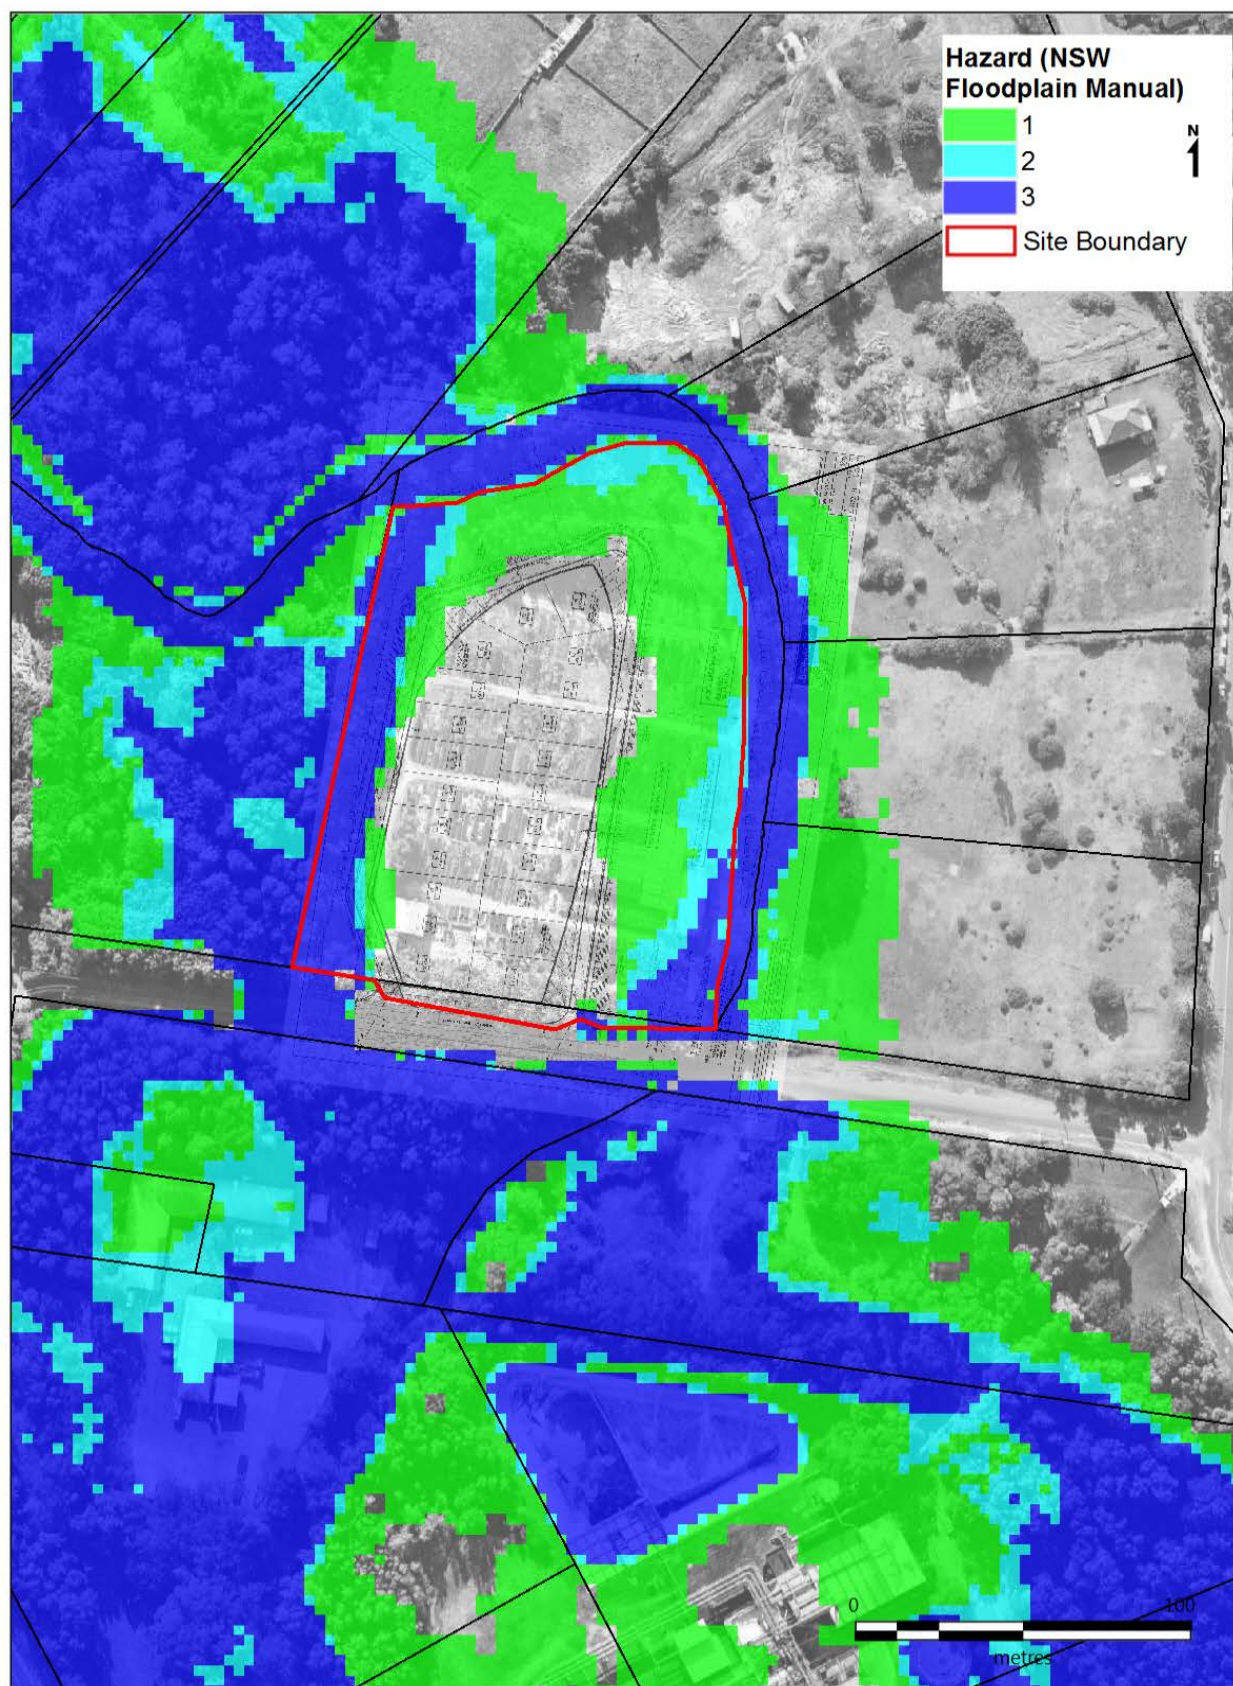 Hazard (NSW
Floodplain Manual)
1
2
3
Site Boundary
N
0 100
metres